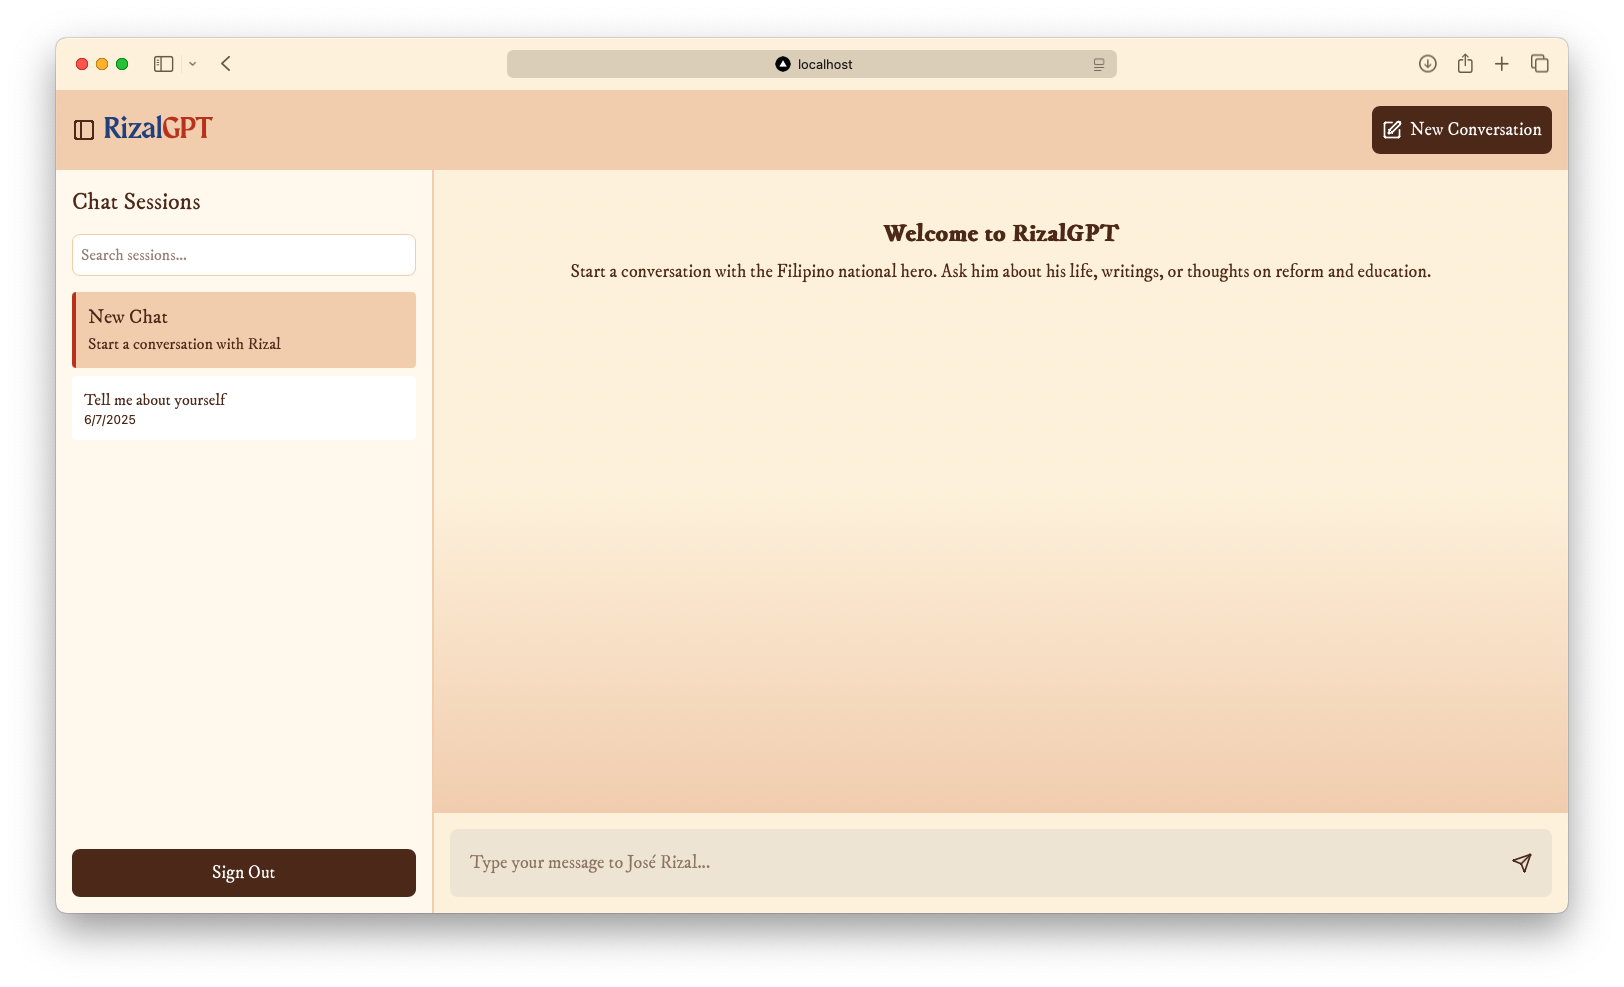 localhost
RizalGPT
New Conversation
Chat Sessions
Search sessions...
New Chat
Start a conversation with Rizal
Tell me about yourself
6/7/2025
Sign Out
Welcome to RizalGPT
Start a conversation with the Filipino national hero. Ask him about his life, writings, or thoughts on reform and education.
Type your message to José Rizal...